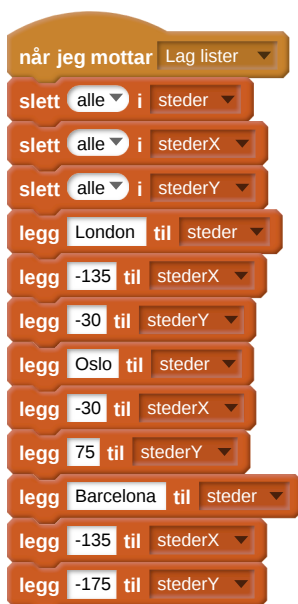 når jeg mottar Lag lister
slett alle i steder
slett alle i stederX
slett alle i stederY
legg London til steder
legg -135 til stederX
legg -30 til stederY
legg Oslo til steder
legg -30 til stederX
legg 75 til stederY
legg Barcelona til steder
legg -135 til stederX
legg -175 til stederY